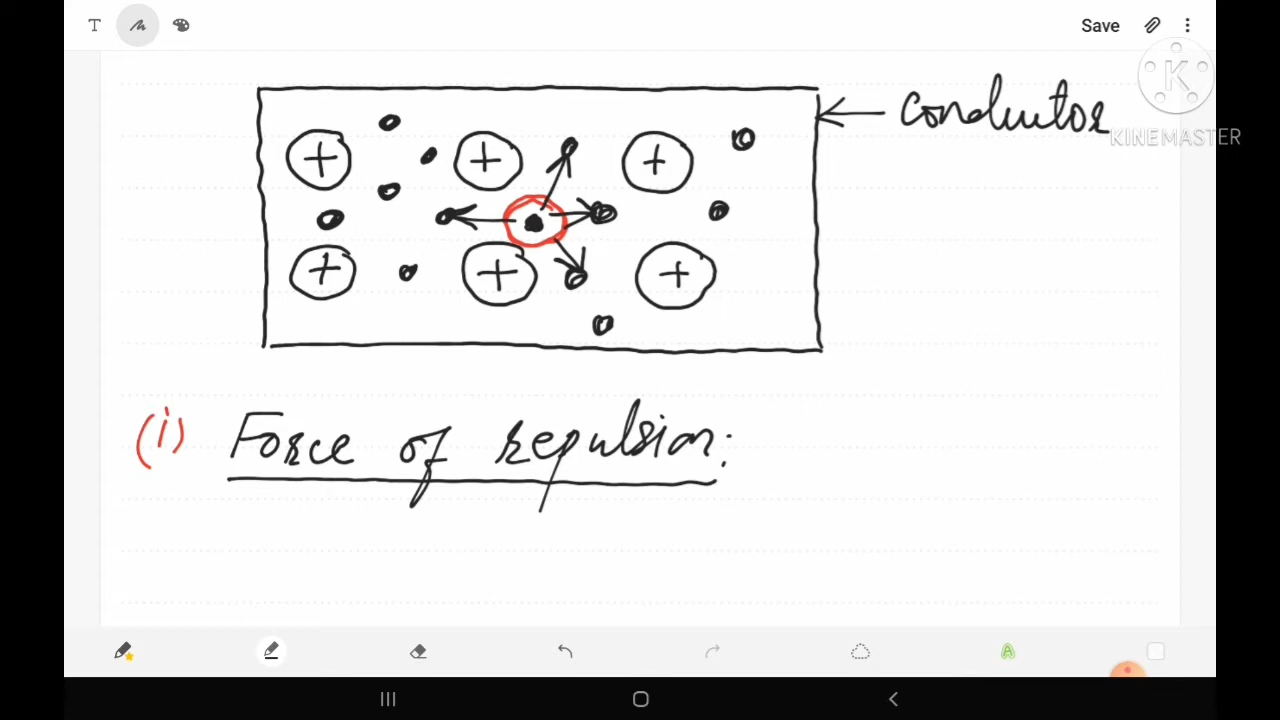 T
Save
K
KINEMASTER
conductor
+ + +
+ + +
(i) Force of repulsion:
A